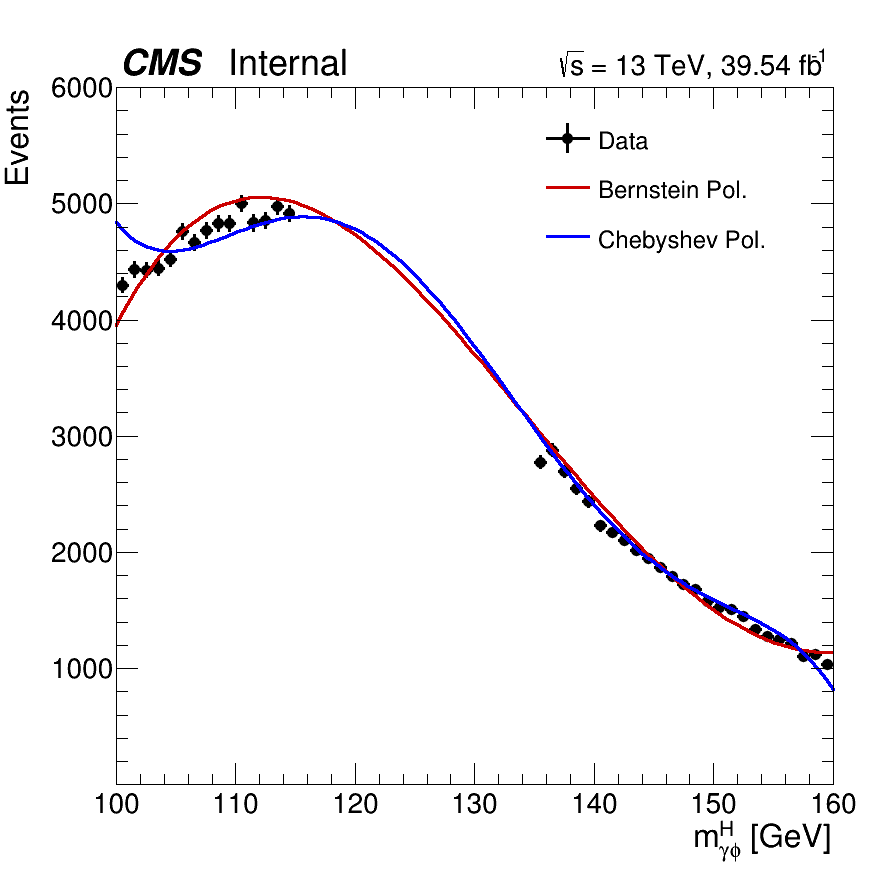 CMS Internal √s = 13 TeV, 39.54 fb⁻¹
Events
6000
5000
4000
3000
2000
1000
Data
Bernstein Pol.
Chebyshev Pol.
100 110 120 130 140 150 160
m^H_γϕ [GeV]